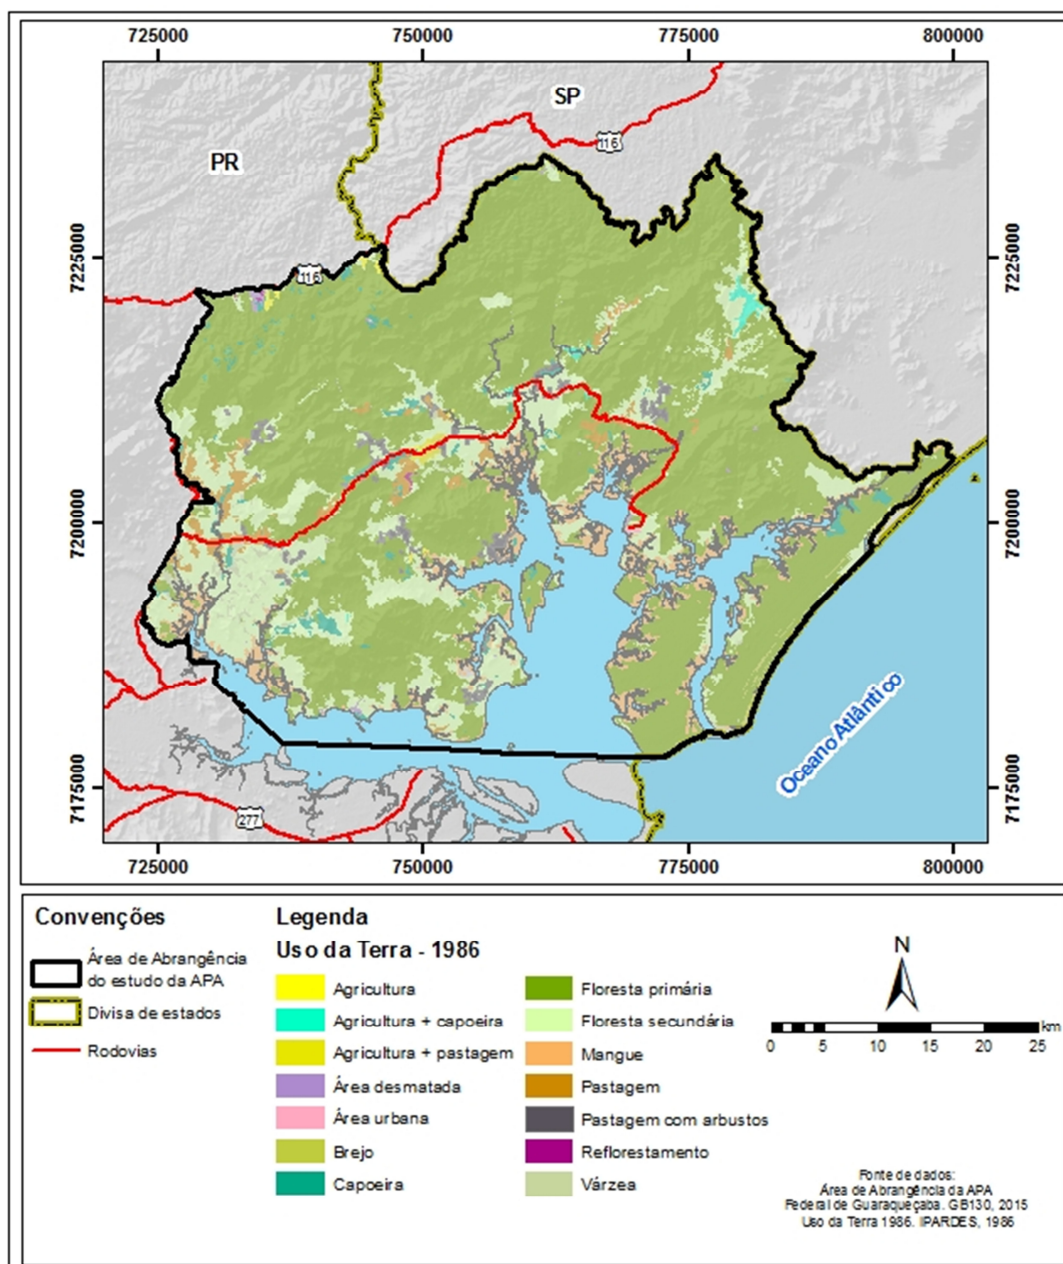 725000 750000 775000 800000
SP
116
PR
7225000 7225000
116
7200000 7200000
Oceano Atlântico
7175000 7175000
277
725000 750000 775000 800000
Convenções
Área de Abrangência
do estudo da APA
Divisa de estados
Rodovias
Legenda
Uso da Terra - 1986
Agricultura
Agricultura + capoeira
Agricultura + pastagem
Área desmatada
Área urbana
Brejo
Capoeira
Floresta primária
Floresta secundária
Mangue
Pastagem
Pastagem com arbustos
Reflorestamento
Várzea
N
km
0 5 10 15 20 25
Fonte de dados:
Área de Abrangência da APA
Federal de Guaraqueçaba. GB130, 2015
Uso da Terra 1986. IPARDES, 1986